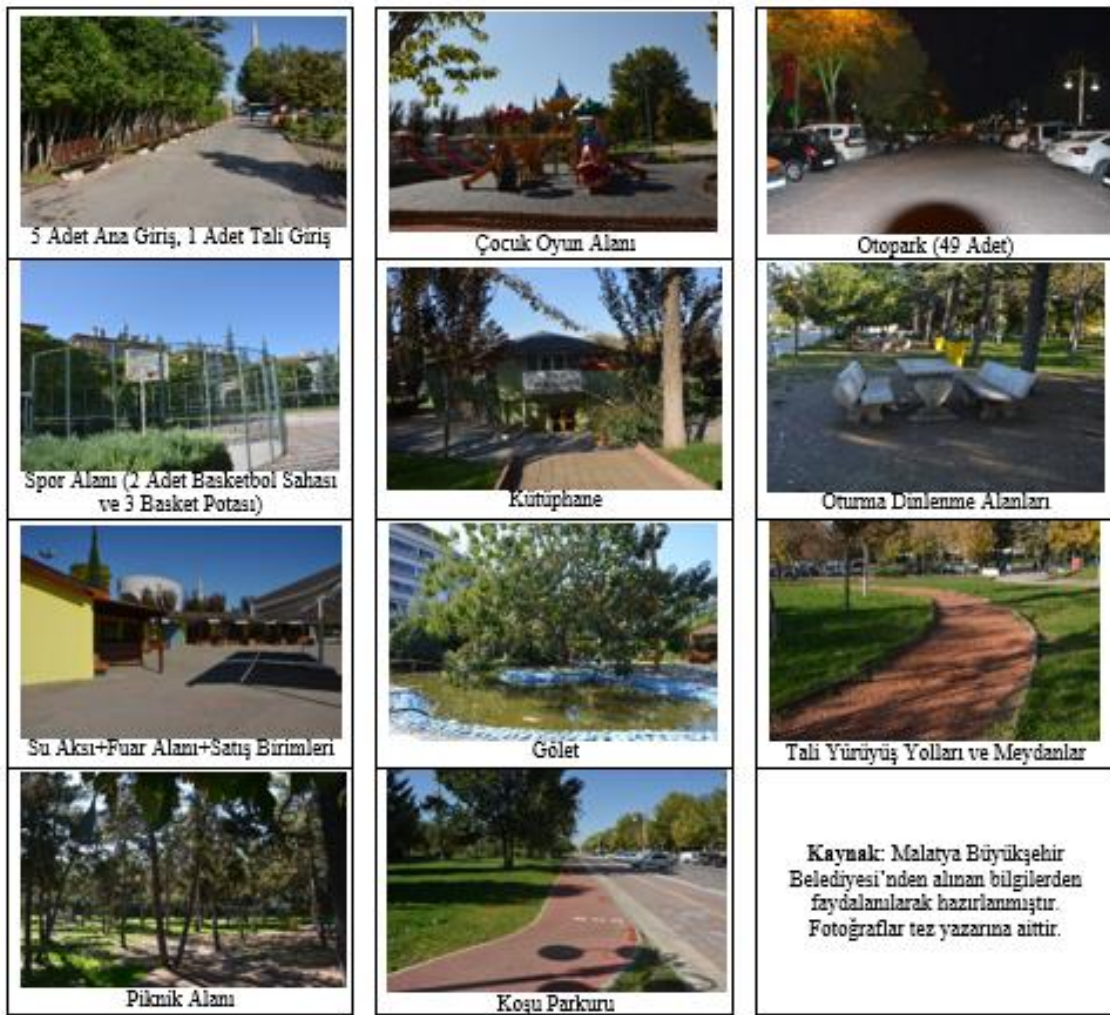 5 Adet Ana Giriş, 1 Adet Tali Giriş
Çocuk Oyun Alanı
Otopark (49 Adet)
Spor Alanı (2 Adet Basketbol Sahası
ve 3 Basket Potası)
Kütüphane
Oturma Dinlenme Alanları
Su Aksı+Fuar Alanı+Satış Birimleri
Gölet
Tali Yürüyüş Yolları ve Meydanlar
Piknik Alanı
Koşu Parkuru
Kaynak: Malatya Büyükşehir
Belediyesi’nden alınan bilgilerden
faydalanılarak hazırlanmıştır.
Fotoğraflar tez yazarına aittir.